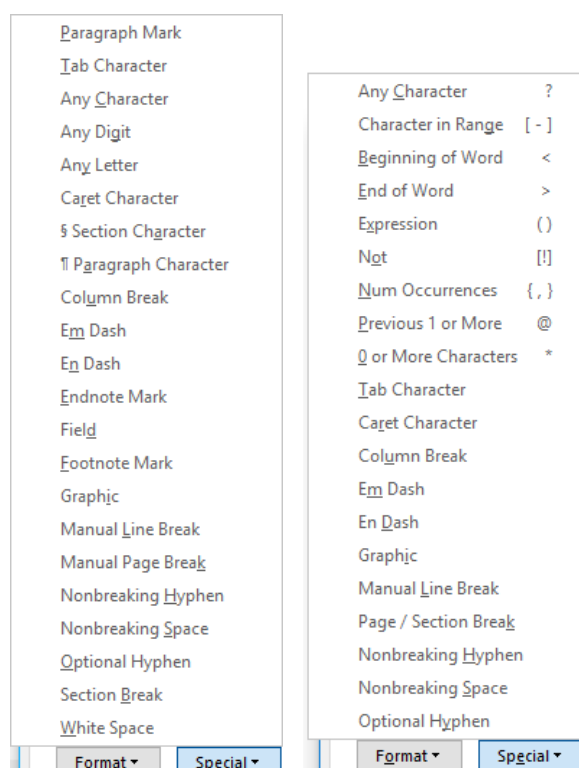 Paragraph Mark
Tab Character
Any Character
Any Digit
Any Letter
Caret Character
§ Section Character
¶ Paragraph Character
Column Break
Em Dash
En Dash
Endnote Mark
Field
Footnote Mark
Graphic
Manual Line Break
Manual Page Break
Nonbreaking Hyphen
Nonbreaking Space
Optional Hyphen
Section Break
White Space
Format
Special
Any Character ?
Character in Range [ - ]
Beginning of Word <
End of Word >
Expression ( )
Not [!]
Num Occurrences { , }
Previous 1 or More @
0 or More Characters *
Tab Character
Caret Character
Column Break
Em Dash
En Dash
Graphic
Manual Line Break
Page / Section Break
Nonbreaking Hyphen
Nonbreaking Space
Optional Hyphen
Format
Special